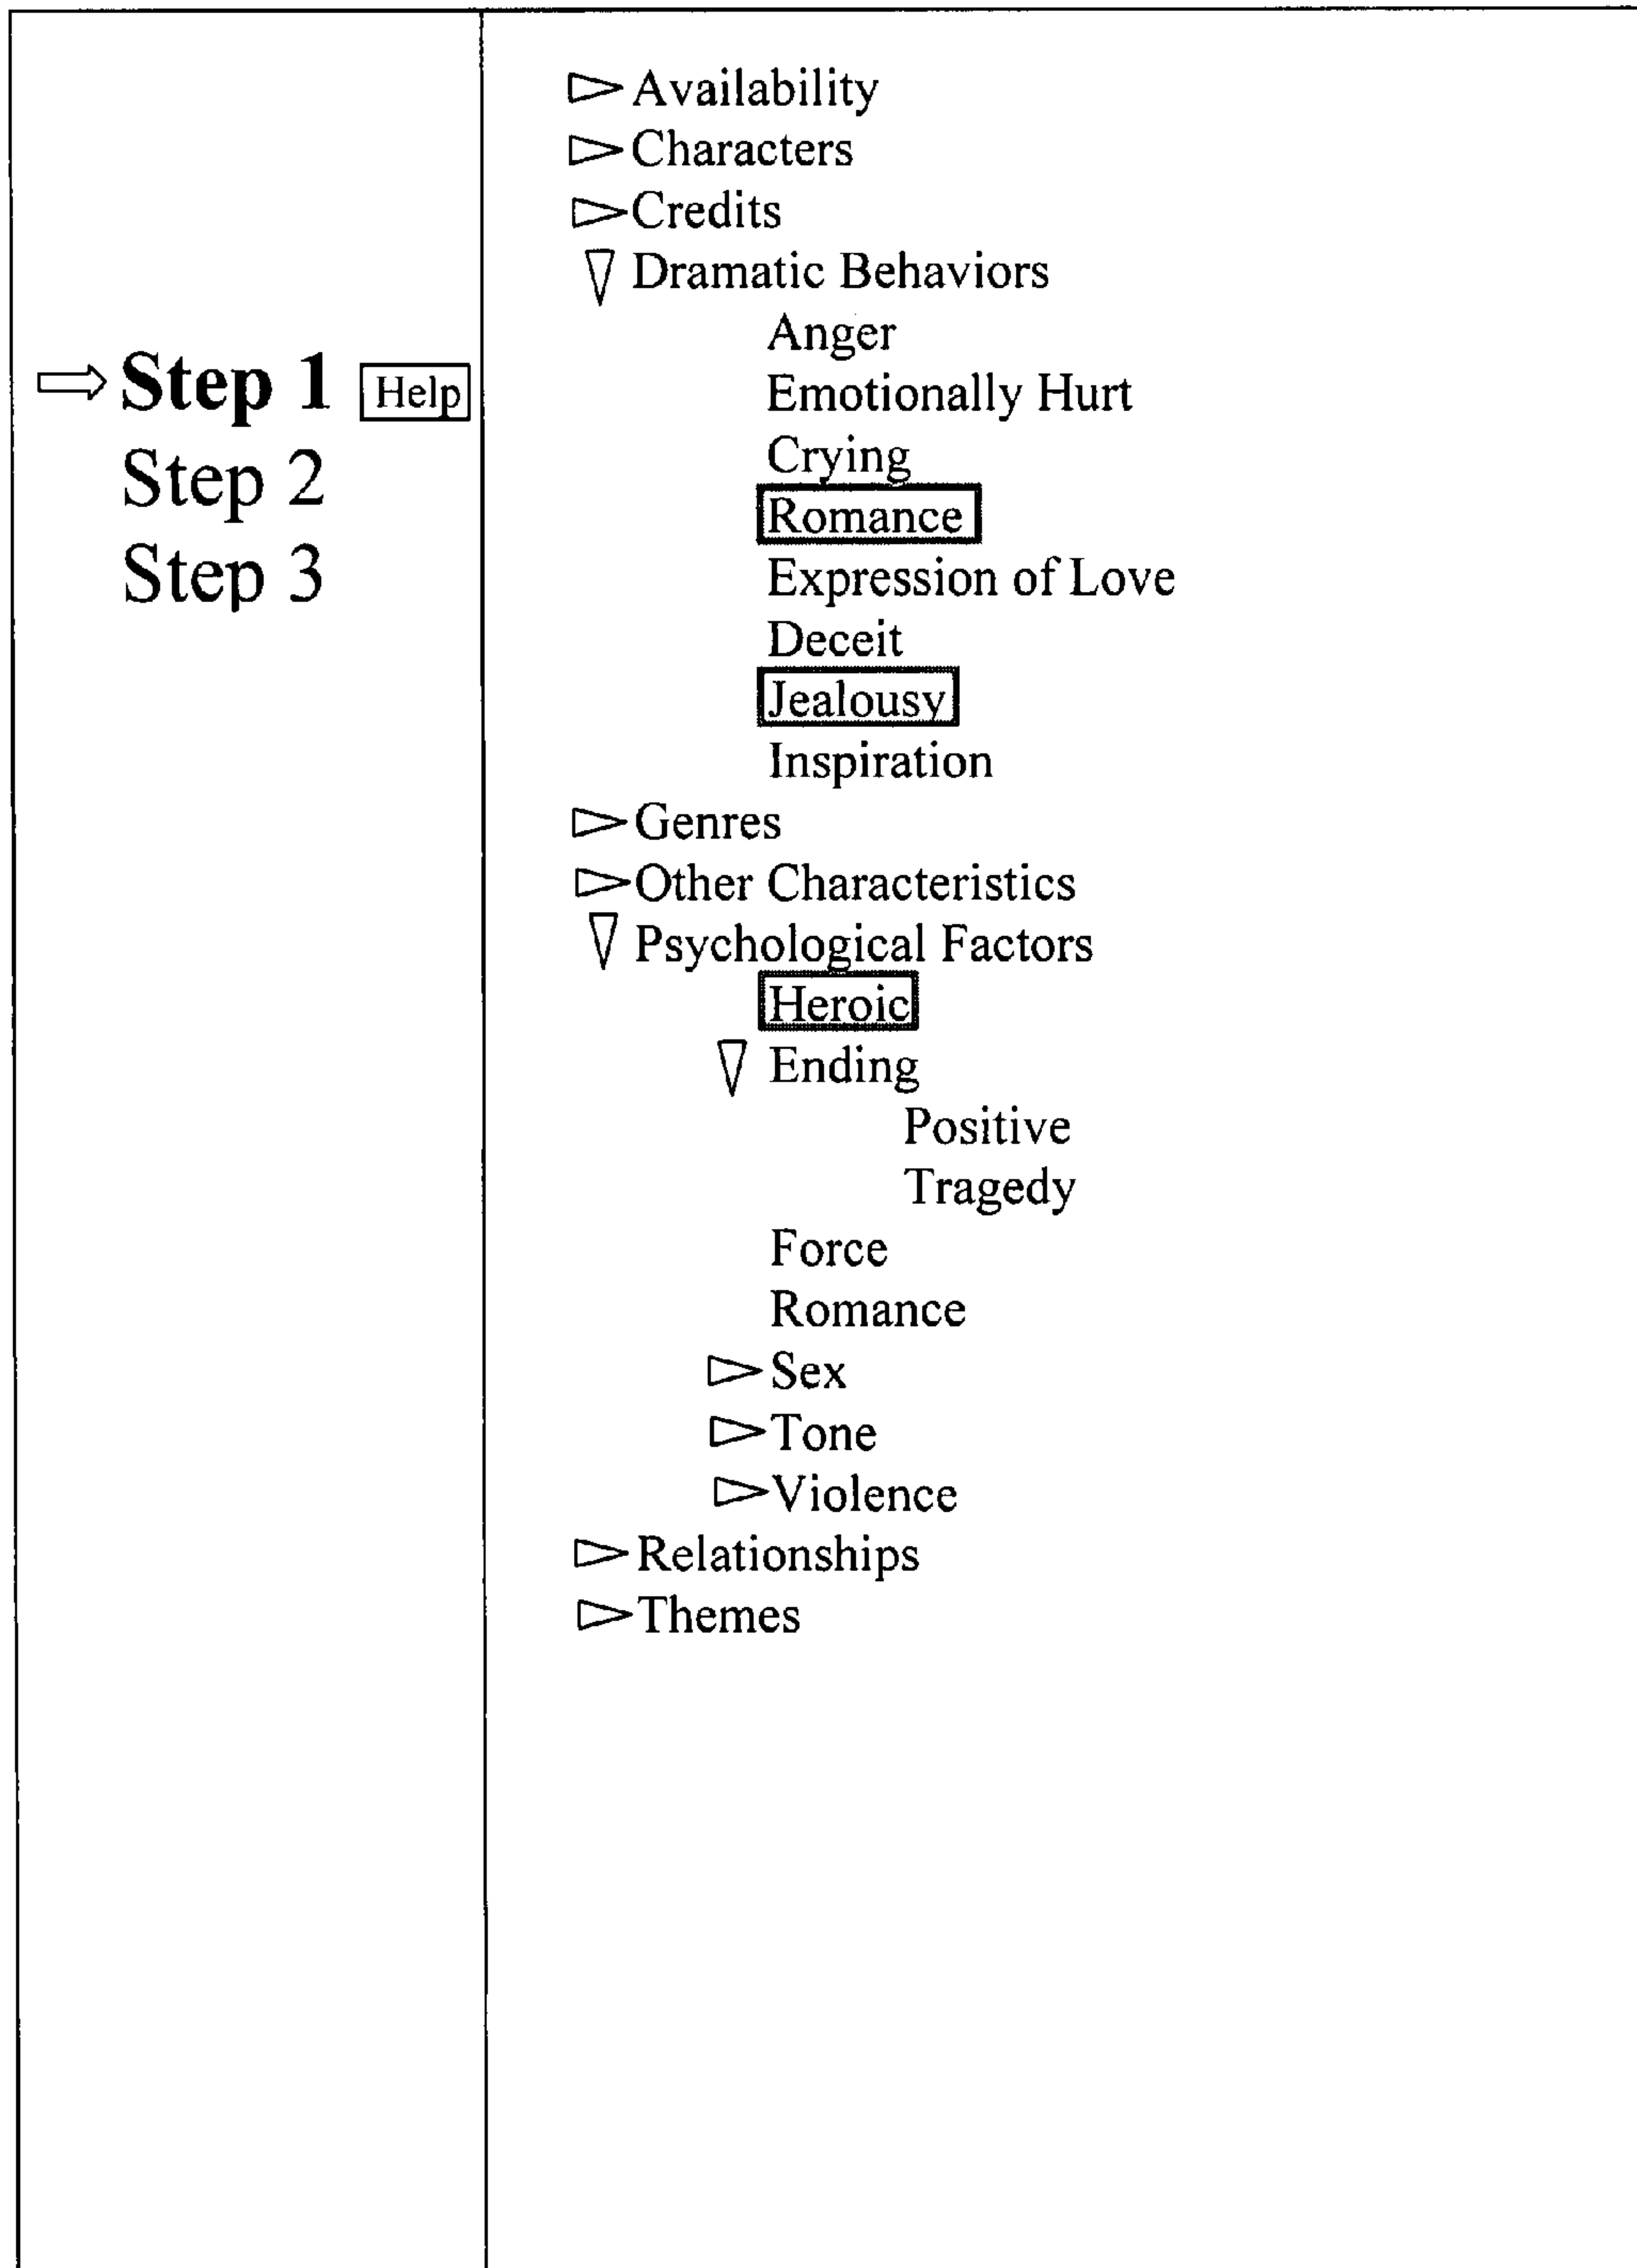 Step 1 Help
Step 2
Step 3
Availability
Characters
Credits
Dramatic Behaviors
Anger
Emotionally Hurt
Crying
Romance
Expression of Love
Deceit
Jealousy
Inspiration
Genres
Other Characteristics
Psychological Factors
Heroic
Ending
Positive
Tragedy
Force
Romance
Sex
Tone
Violence
Relationships
Themes